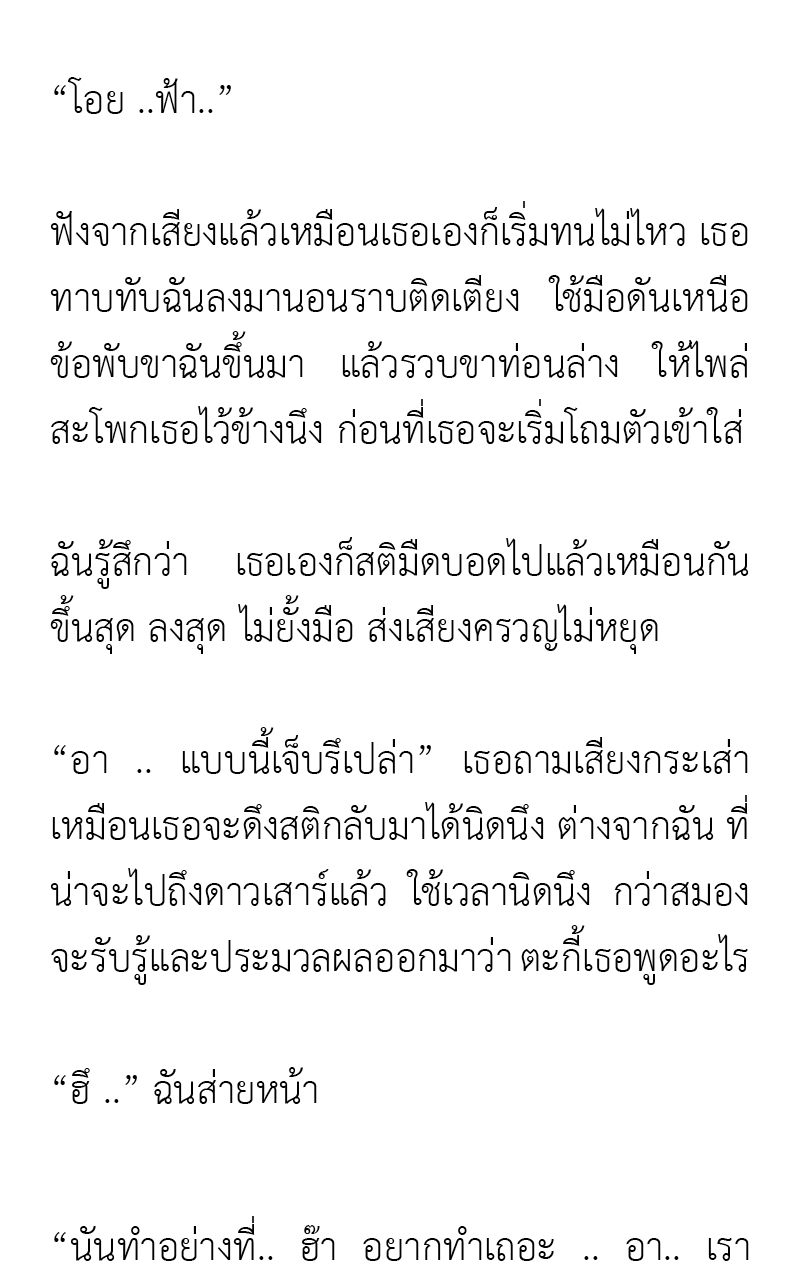 “โอย ..ฟ้า..”
ฟังจากเสียงแล้วเหมือนเธอเองก็เริ่มทนไม่ไหว เธอ
ทาบทับฉันลงมานอนราบติดเตียง ใช้มือดันเหนือ
ข้อพับขาฉันขึ้นมา แล้วรวบขาท่อนล่าง ให้ไพล่
สะโพกเธอไว้ข้างนึง ก่อนที่เธอจะเริ่มโถมตัวเข้าใส่
ฉันรู้สึกว่า เธอเองก็สติมืดบอดไปแล้วเหมือนกัน
ขึ้นสุด ลงสุด ไม่ยั้งมือ ส่งเสียงครวญไม่หยุด
“อา .. แบบนี้เจ็บรึเปล่า” เธอถามเสียงกระเส่า
เหมือนเธอจะดึงสติกลับมาได้นิดนึง ต่างจากฉัน ที่
น่าจะไปถึงดาวเสาร์แล้ว ใช้เวลานิดนึง กว่าสมอง
จะรับรู้และประมวลผลออกมาว่า ตะกี้เธอพูดอะไร
“ฮึ ..” ฉันส่ายหน้า
“นันทำอย่างที่.. ฮ๊า อยากทำเถอะ .. อา.. เรา